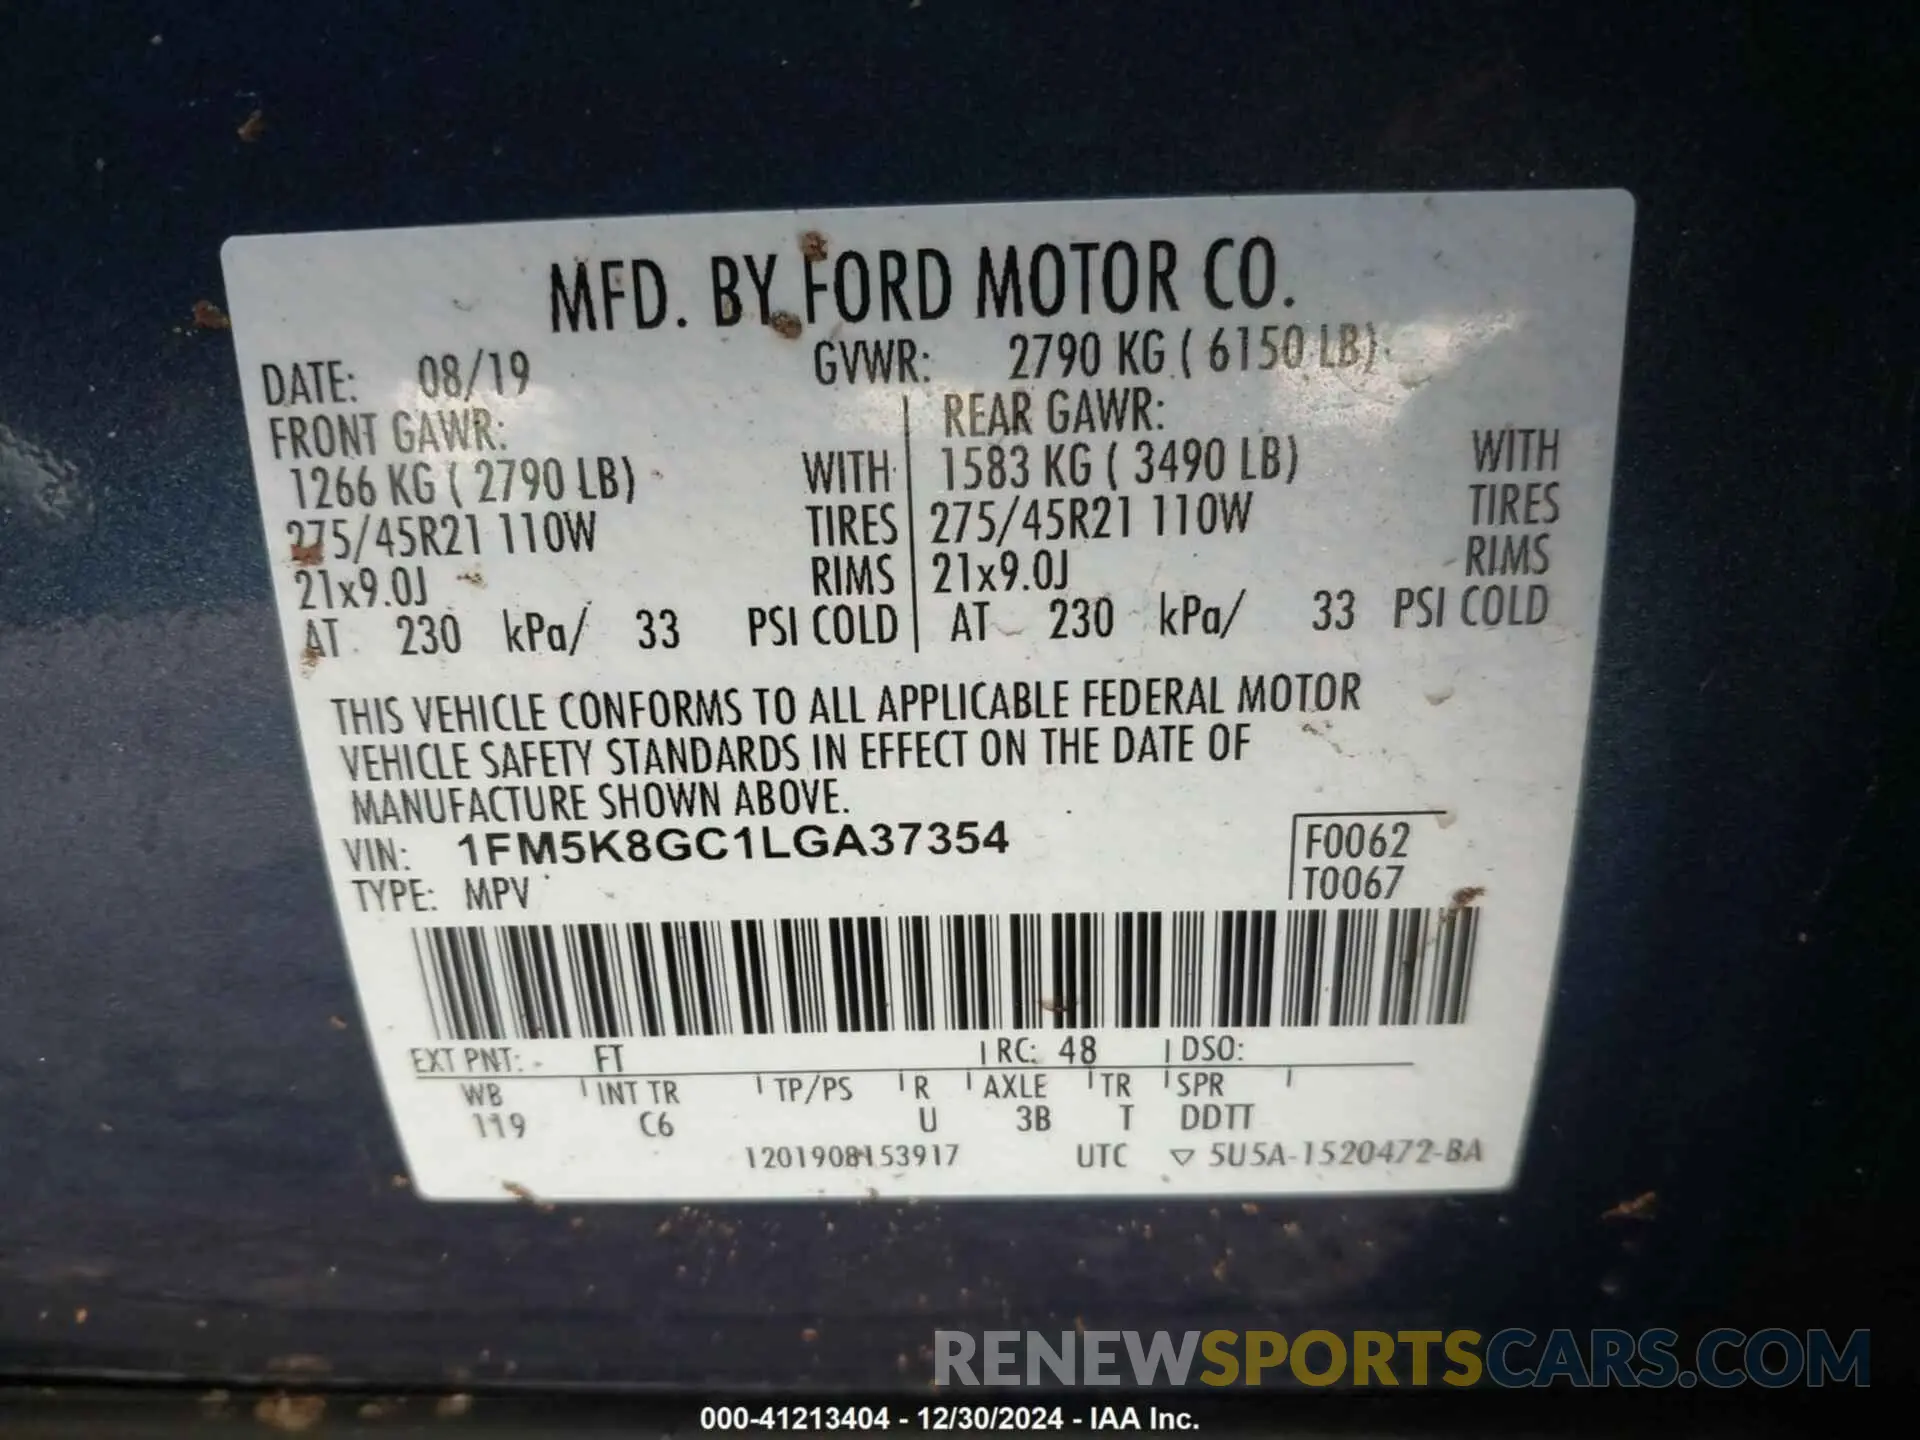 MFD. BY FORD MOTOR CO.
DATE: 08/19 GVWR: 2790 KG ( 6150 LB)
FRONT GAWR: REAR GAWR:
1266 KG ( 2790 LB) WITH 1583 KG ( 3490 LB) WITH
275/45R21 110W TIRES 275/45R21 110W TIRES
21x9.0J RIMS 21x9.0J RIMS
AT 230 kPa/ 33 PSI COLD AT 230 kPa/ 33 PSI COLD
THIS VEHICLE CONFORMS TO ALL APPLICABLE FEDERAL MOTOR
VEHICLE SAFETY STANDARDS IN EFFECT ON THE DATE OF
MANUFACTURE SHOWN ABOVE.
VIN: 1FM5K8GC1LGA37354 F0062
TYPE: MPV T0067
EXT PNT: FT RC: 48 DSO:
WB INT TR TP/PS R AXLE TR SPR
119 C6 U 3B T DDTT
1201908153917 UTC ▽ 5U5A-1520472-BA
RENEWSPORTSCARS.COM
000-41213404 - 12/30/2024 - IAA Inc.